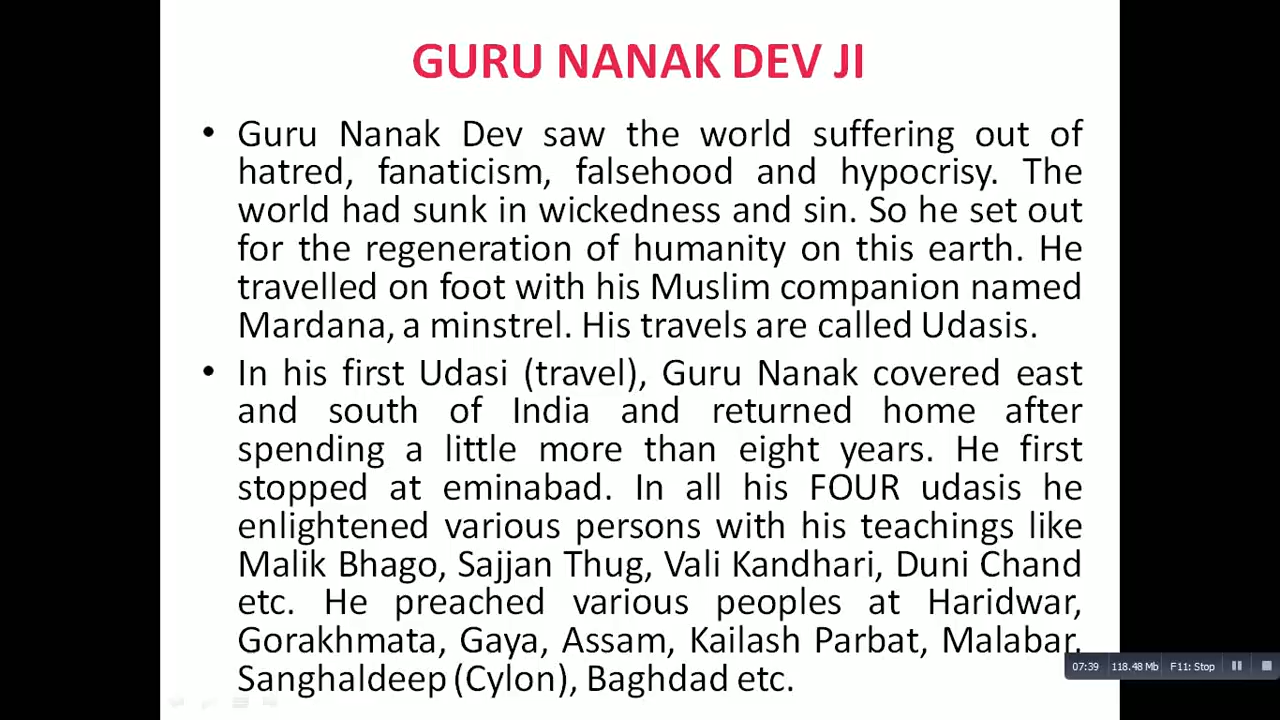 GURU NANAK DEV JI
• Guru Nanak Dev saw the world suffering out of
hatred, fanaticism, falsehood and hypocrisy. The
world had sunk in wickedness and sin. So he set out
for the regeneration of humanity on this earth. He
travelled on foot with his Muslim companion named
Mardana, a minstrel. His travels are called Udasis.
• In his first Udasi (travel), Guru Nanak covered east
and south of India and returned home after
spending a little more than eight years. He first
stopped at eminabad. In all his FOUR udasis he
enlightened various persons with his teachings like
Malik Bhago, Sajjan Thug, Vali Kandhari, Duni Chand
etc. He preached various peoples at Haridwar,
Gorakhmata, Gaya, Assam, Kailash Parbat, Malabar,
Sanghaldeep (Cylon), Baghdad etc.
07:39 118.48 Mb F11: Stop